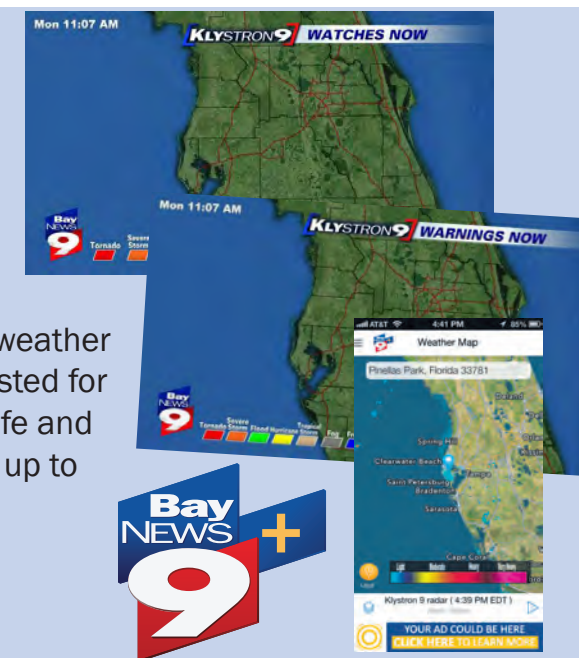 Mon 11:07 AM
KLYSTRON 9 WATCHES NOW
Bay
NEWS
9
Tornado
Severe
Storm
Mon 11:07 AM
KLYSTRON 9 WARNINGS NOW
Bay
NEWS
9
Tornado
Severe
Storm
Flood
Hurricane
Tropical
Storm
Fog
weather
sted for
fe and
up to
AT&T 4:41 PM 85%
Weather Map
Pinellas Park, Florida 33781
Deland
Spring Hill
Clearwater Beach
Tampa
Saint Petersburg
Bradenton
Sarasota
Cape Coral
Light Moderate Heavy Very Heavy
Klystron 9 radar ( 4:39 PM EDT )
YOUR AD COULD BE HERE
CLICK HERE TO LEARN MORE
Bay
NEWS +
9